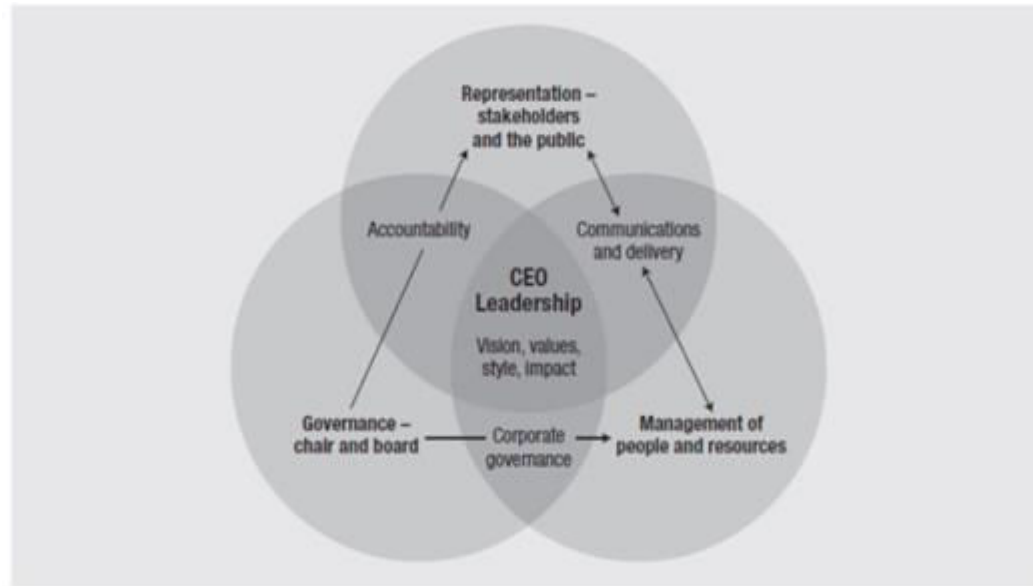 Representation –
stakeholders
and the public
Accountability
Communications
and delivery
CEO
Leadership
Vision, values,
style, impact
Governance –
chair and board
Corporate
governance
Management of
people and resources